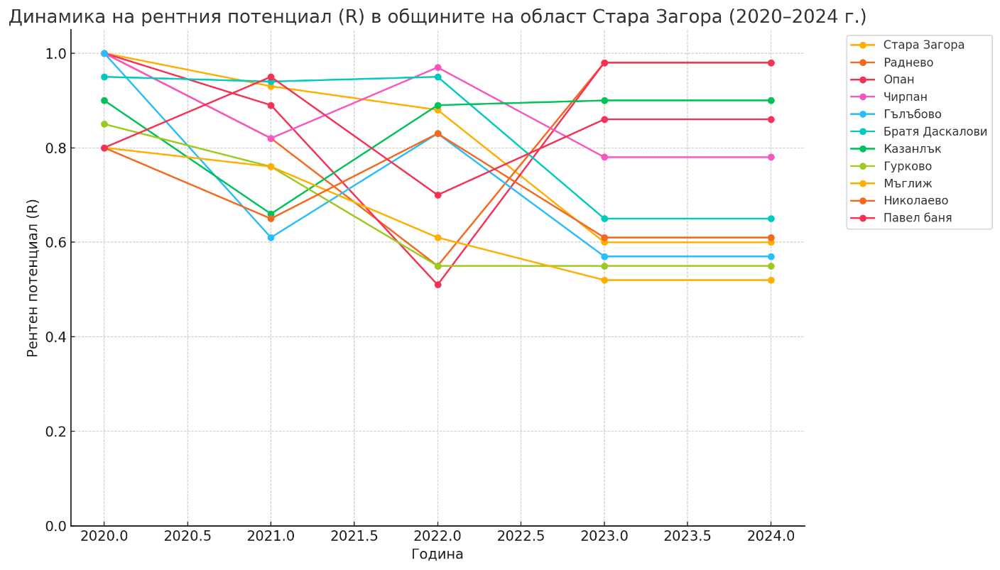 Динамика на рентния потенциал (R) в общините на област Стара Загора (2020–2024 г.)
Стара Загора
Раднево
Опан
Чирпан
Гълъбово
Братя Даскалови
Казанлък
Гурково
Мъглиж
Николаево
Павел баня
Рентен потенциал (R)
1.0
0.8
0.6
0.4
0.2
0.0
2020.0 2020.5 2021.0 2021.5 2022.0 2022.5 2023.0 2023.5 2024.0
Година